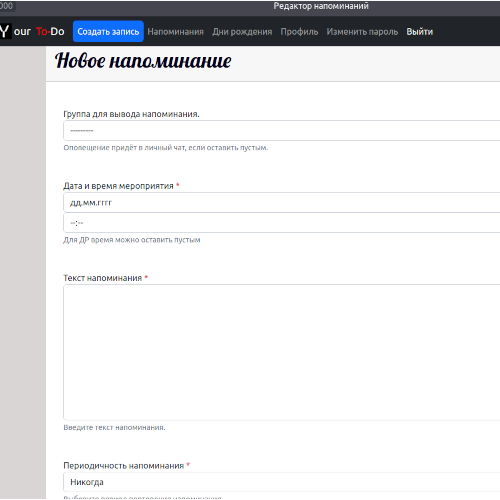 000 Редактор напоминаний
Your To-Do Создать запись Напоминания Дни рождения Профиль Изменить пароль Выйти
Новое напоминание
Группа для вывода напоминания.
---------
Оповещение придёт в личный чат, если оставить пустым.
Дата и время мероприятия *
дд.мм.гггг
--:--
Для ДР время можно оставить пустым
Текст напоминания *
Введите текст напоминания.
Периодичность напоминания *
Никогда